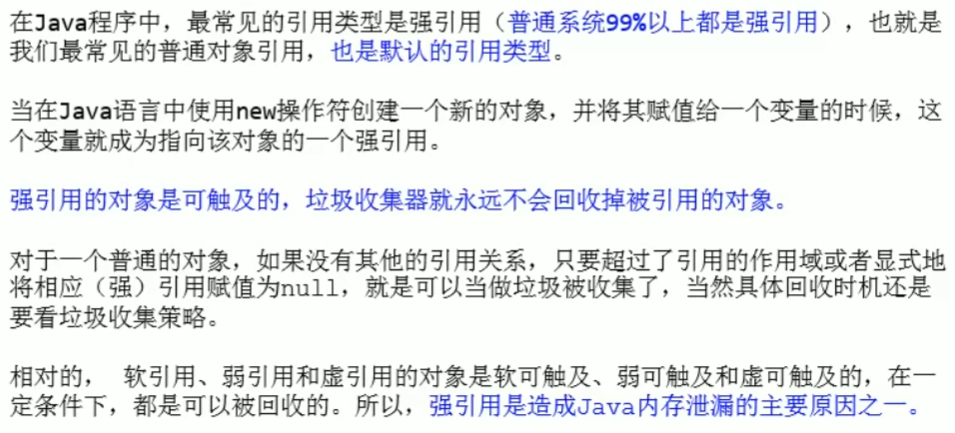 在Java程序中，最常见的引用类型是强引用（普通系统99%以上都是强引用），也就是
我们最常见的普通对象引用，也是默认的引用类型。
当在Java语言中使用new操作符创建一个新的对象，并将其赋值给一个变量的时候，这
个变量就成为指向该对象的一个强引用。
强引用的对象是可触及的，垃圾收集器就永远不会回收掉被引用的对象。
对于一个普通的对象，如果没有其他的引用关系，只要超过了引用的作用域或者显式地
将相应（强）引用赋值为null，就是可以当做垃圾被收集了，当然具体回收时机还是
要看垃圾收集策略。
相对的， 软引用、弱引用和虚引用的对象是软可触及、弱可触及和虚可触及的，在一
定条件下，都是可以被回收的。所以，强引用是造成Java内存泄漏的主要原因之一。